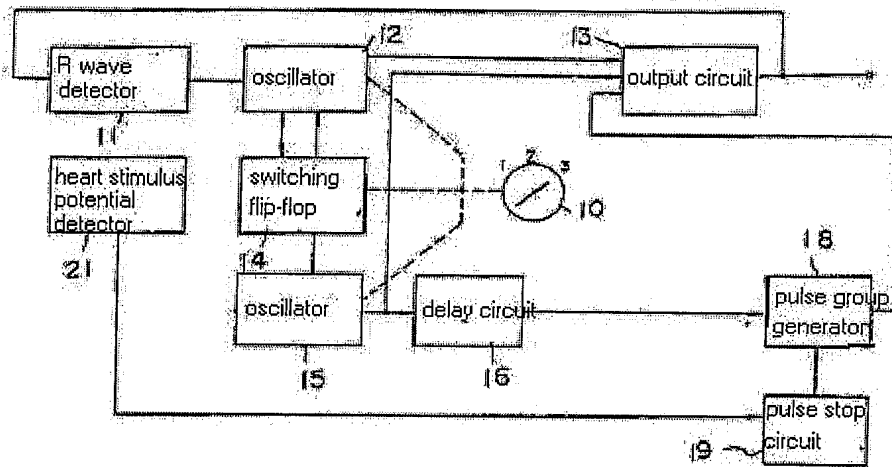 12
13
R wave
detector
oscillator
output circuit
11
heart stimulus
potential
detector
switching
flip-flop
1
2
3
10
21
14
18
oscillator
delay circuit
pulse group
generator
15
16
pulse stop
circuit
19